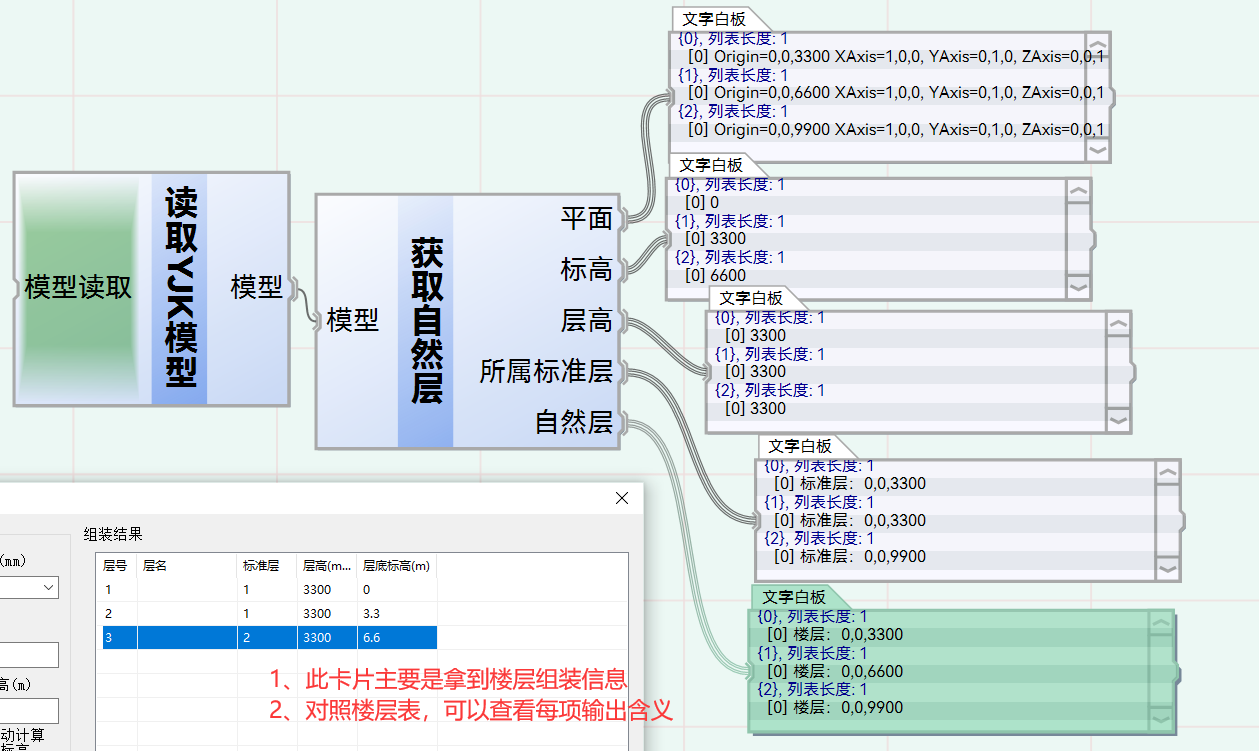 文字白板
{0}, 列表长度: 1
[0] Origin=0,0,3300 XAxis=1,0,0, YAxis=0,1,0, ZAxis=0,0,1
{1}, 列表长度: 1
[0] Origin=0,0,6600 XAxis=1,0,0, YAxis=0,1,0, ZAxis=0,0,1
{2}, 列表长度: 1
[0] Origin=0,0,9900 XAxis=1,0,0, YAxis=0,1,0, ZAxis=0,0,1
文字白板
{0}, 列表长度: 1
[0] 0
{1}, 列表长度: 1
[0] 3300
{2}, 列表长度: 1
[0] 6600
模型读取
读取YJK模型
模型
模型
获取自然层
平面
标高
层高
所属标准层
自然层
文字白板
{0}, 列表长度: 1
[0] 3300
{1}, 列表长度: 1
[0] 3300
{2}, 列表长度: 1
[0] 3300
文字白板
{0}, 列表长度: 1
[0] 标准层：0,0,3300
{1}, 列表长度: 1
[0] 标准层：0,0,3300
{2}, 列表长度: 1
[0] 标准层：0,0,9900
文字白板
{0}, 列表长度: 1
[0] 楼层：0,0,3300
{1}, 列表长度: 1
[0] 楼层：0,0,6600
{2}, 列表长度: 1
[0] 楼层：0,0,9900
组装结果
(mm)
层号 层名 标准层 层高(m... 层底标高(m)
1 1 3300 0
2 1 3300 3.3
3 2 3300 6.6
高(m)
动计算
标高
1、此卡片主要是拿到楼层组装信息
2、对照楼层表，可以查看每项输出含义